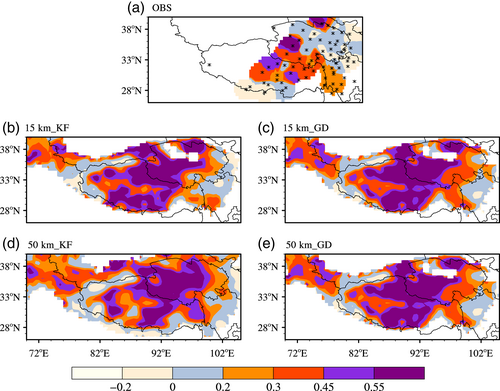 (a) OBS
38°N
33°N
28°N
(b) 15 km_KF
(c) 15 km_GD
38°N
33°N
28°N
38°N
33°N
28°N
(d) 50 km_KF
(e) 50 km_GD
38°N
33°N
28°N
38°N
33°N
28°N
72°E 82°E 92°E 102°E
72°E 82°E 92°E 102°E
−0.2 0 0.2 0.3 0.45 0.55